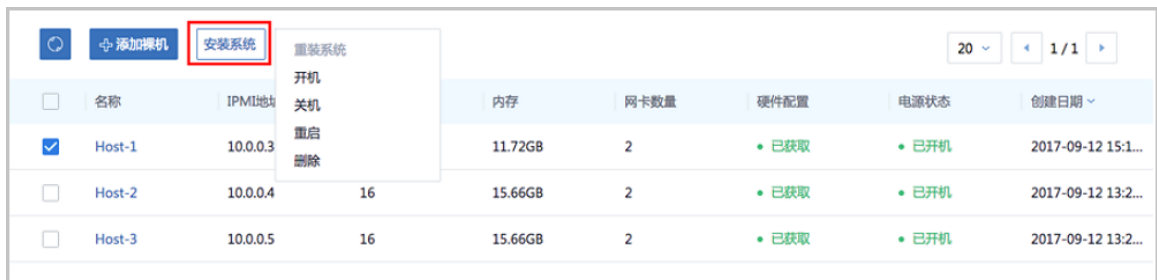 添加裸机 安装系统 20 1 / 1
重装系统
开机
关机
重启
删除
名称 IPMI地 内存 网卡数量 硬件配置 电源状态 创建日期
Host-1 10.0.0.3 11.72GB 2 已获取 已开机 2017-09-12 15:1...
Host-2 10.0.0.4 16 15.66GB 2 已获取 已开机 2017-09-12 13:2...
Host-3 10.0.0.5 16 15.66GB 2 已获取 已开机 2017-09-12 13:2...